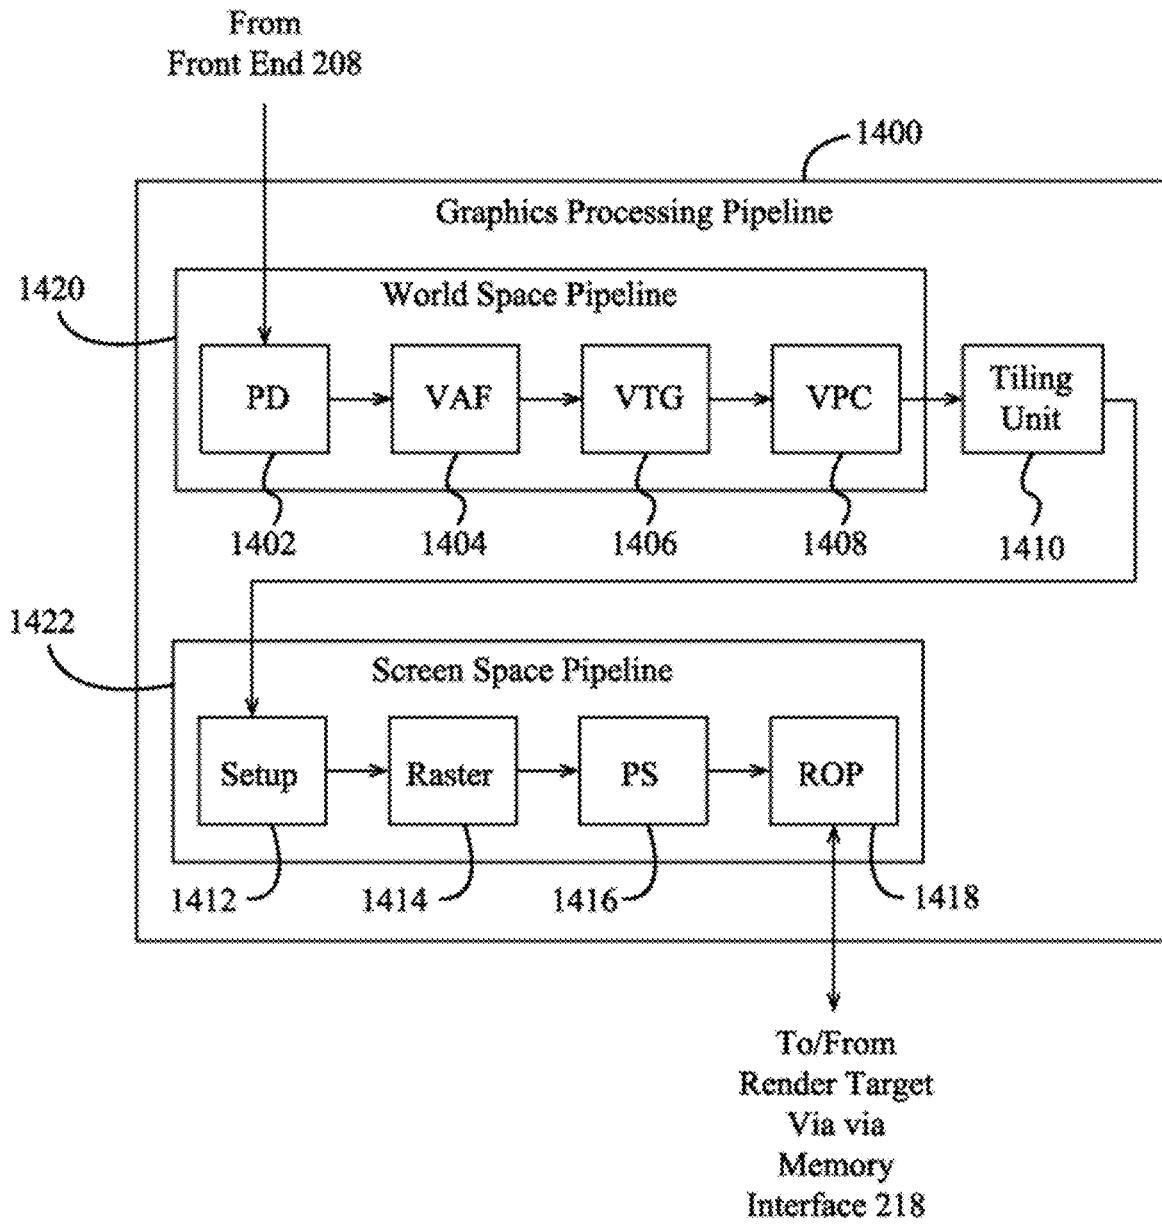 From
Front End 208
1400
Graphics Processing Pipeline
1420
World Space Pipeline
PD
VAF
VTG
VPC
Tiling
Unit
1402
1404
1406
1408
1410
1422
Screen Space Pipeline
Setup
Raster
PS
ROP
1412
1414
1416
1418
To/From
Render Target
Via via
Memory
Interface 218